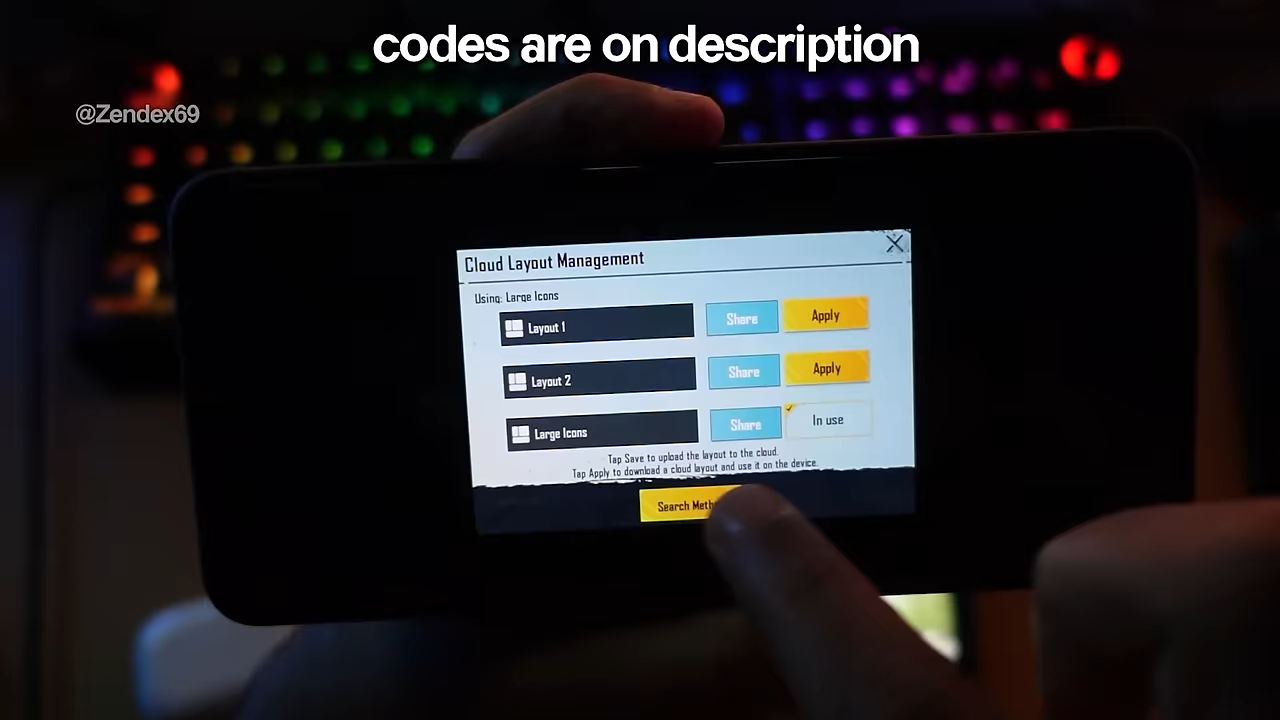 codes are on description
@Zendex69
Cloud Layout Management
Using: Large Icons
Layout 1
Share
Apply
Layout 2
Share
Apply
Large Icons
Share
In use
Tap Save to upload the layout to the cloud.
Tap Apply to download a cloud layout and use it on the device.
Search